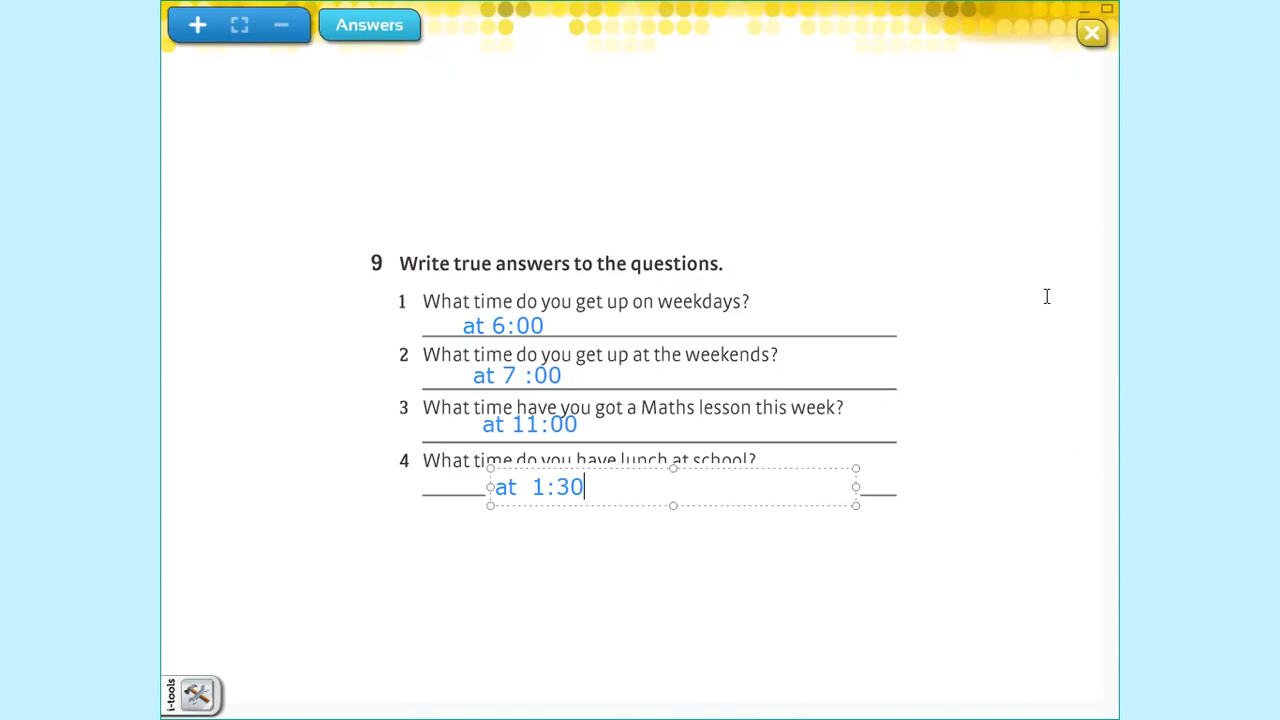 Answers
9 Write true answers to the questions.
1 What time do you get up on weekdays?
at 6:00
2 What time do you get up at the weekends?
at 7 :00
3 What time have you got a Maths lesson this week?
at 11:00
4 What time do you have lunch at school?
at 1:30
i-tools